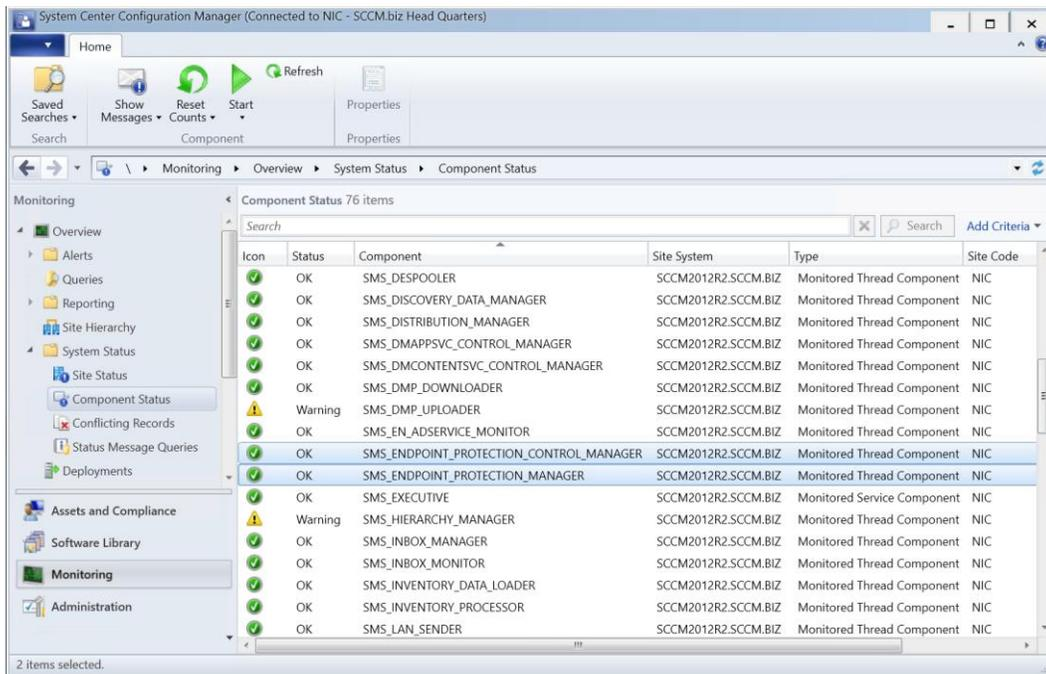 System Center Configuration Manager (Connected to NIC - SCCM.biz Head Quarters)
Home
Saved Searches
Show Messages
Reset Counts
Start
Refresh
Properties
Search
Component
Properties
\ Monitoring Overview System Status Component Status
Monitoring
Overview
Alerts
Queries
Reporting
Site Hierarchy
System Status
Site Status
Component Status
Conflicting Records
Status Message Queries
Deployments
Assets and Compliance
Software Library
Monitoring
Administration
Component Status 76 items
Search Search Add Criteria
Icon Status Component Site System Type Site Code
OK SMS_DESPOOLER SCCM2012R2.SCCM.BIZ Monitored Thread Component NIC
OK SMS_DISCOVERY_DATA_MANAGER SCCM2012R2.SCCM.BIZ Monitored Thread Component NIC
OK SMS_DISTRIBUTION_MANAGER SCCM2012R2.SCCM.BIZ Monitored Thread Component NIC
OK SMS_DMAPPSVC_CONTROL_MANAGER SCCM2012R2.SCCM.BIZ Monitored Thread Component NIC
OK SMS_DMCONTENTSVC_CONTROL_MANAGER SCCM2012R2.SCCM.BIZ Monitored Thread Component NIC
OK SMS_DMP_DOWNLOADER SCCM2012R2.SCCM.BIZ Monitored Thread Component NIC
Warning SMS_DMP_UPLOADER SCCM2012R2.SCCM.BIZ Monitored Thread Component NIC
OK SMS_EN_ADSERVICE_MONITOR SCCM2012R2.SCCM.BIZ Monitored Thread Component NIC
OK SMS_ENDPOINT_PROTECTION_CONTROL_MANAGER SCCM2012R2.SCCM.BIZ Monitored Thread Component NIC
OK SMS_ENDPOINT_PROTECTION_MANAGER SCCM2012R2.SCCM.BIZ Monitored Thread Component NIC
OK SMS_EXECUTIVE SCCM2012R2.SCCM.BIZ Monitored Service Component NIC
Warning SMS_HIERARCHY_MANAGER SCCM2012R2.SCCM.BIZ Monitored Thread Component NIC
OK SMS_INBOX_MANAGER SCCM2012R2.SCCM.BIZ Monitored Thread Component NIC
OK SMS_INBOX_MONITOR SCCM2012R2.SCCM.BIZ Monitored Thread Component NIC
OK SMS_INVENTORY_DATA_LOADER SCCM2012R2.SCCM.BIZ Monitored Thread Component NIC
OK SMS_INVENTORY_PROCESSOR SCCM2012R2.SCCM.BIZ Monitored Thread Component NIC
OK SMS_LAN_SENDER SCCM2012R2.SCCM.BIZ Monitored Thread Component NIC
2 items selected.